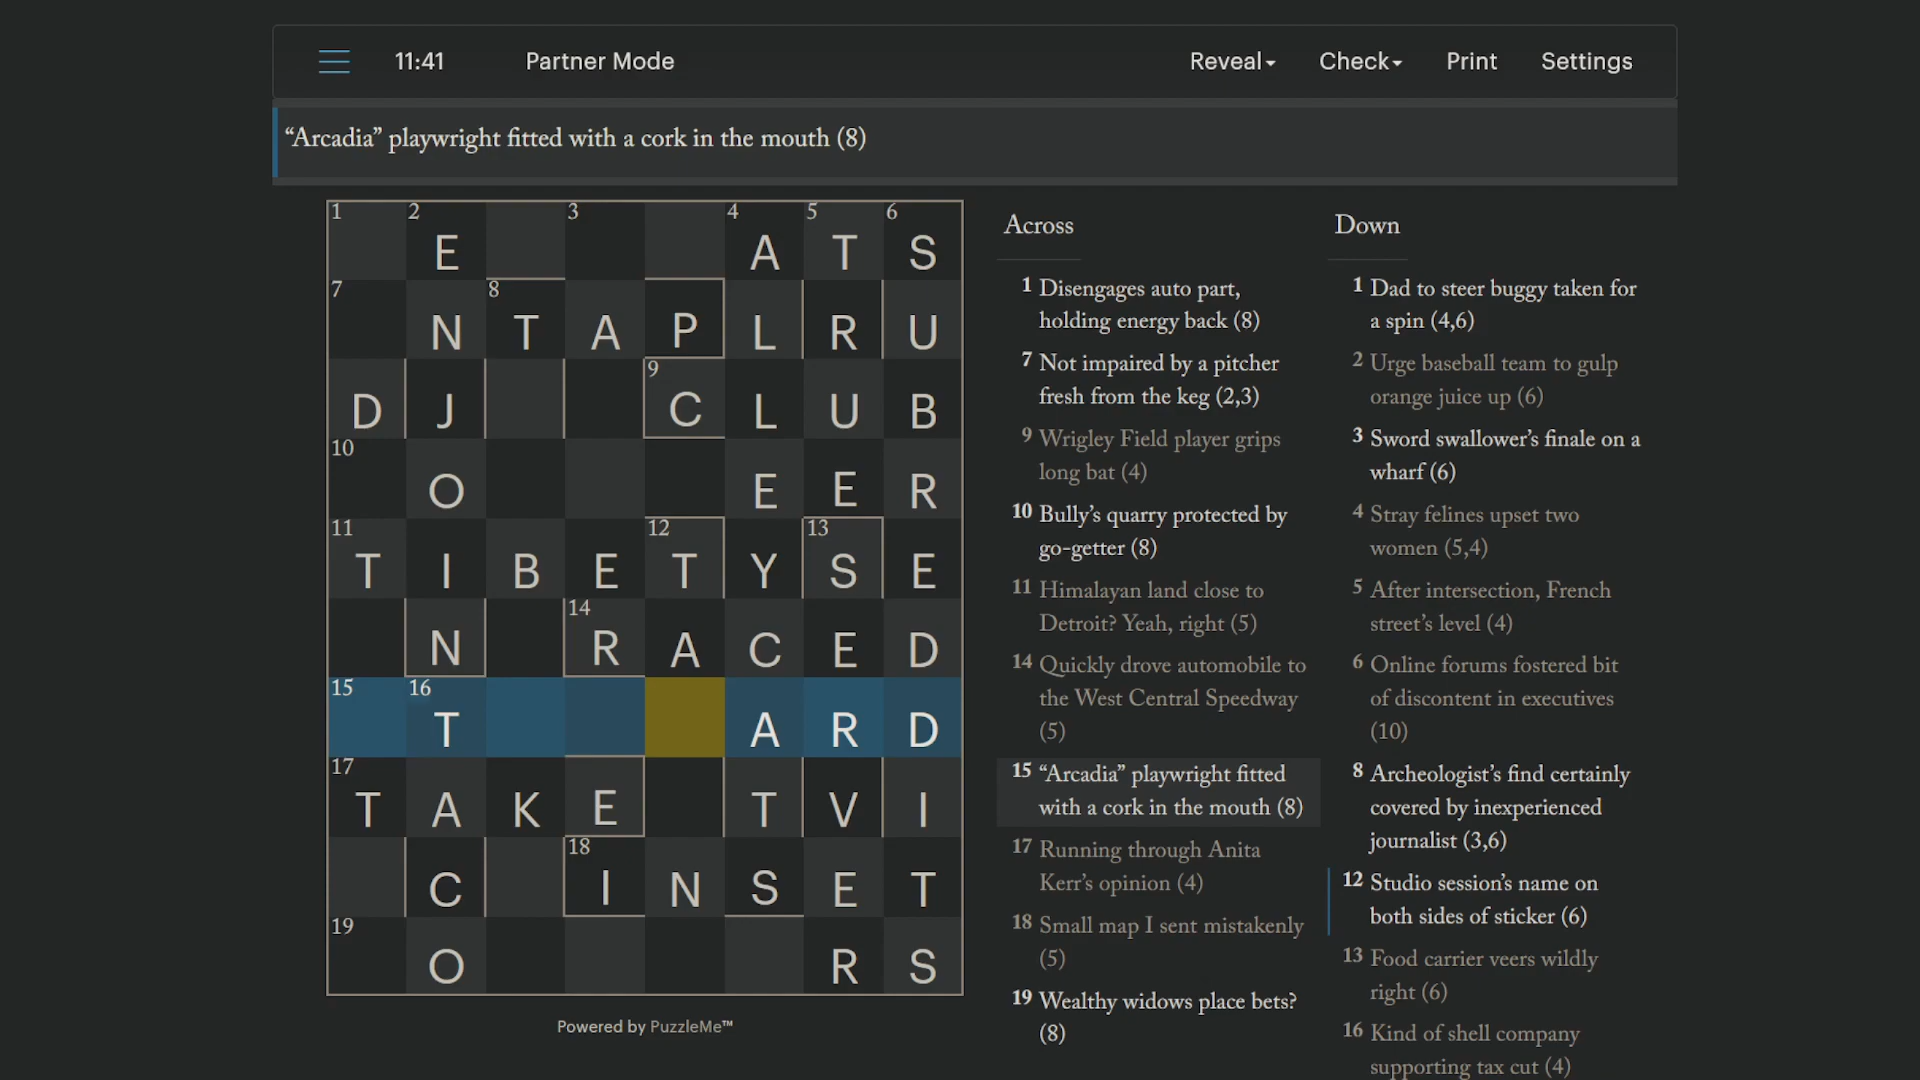 11:41 Partner Mode Reveal Check Print Settings
“Arcadia” playwright fitted with a cork in the mouth (8)
1 2 3 4 5 6
E A T S
7 8
N T A P L R U
9
D J C L U B
10
O E E R
11 12 13
T I B E T Y S E
14
N R A C E D
15 16
T A R D
17
T A K E T V I
18
C I N S E T
19
O R S
Powered by PuzzleMe™
Across
1 Disengages auto part,
holding energy back (8)
7 Not impaired by a pitcher
fresh from the keg (2,3)
9 Wrigley Field player grips
long bat (4)
10 Bully’s quarry protected by
go-getter (8)
11 Himalayan land close to
Detroit? Yeah, right (5)
14 Quickly drove automobile to
the West Central Speedway
(5)
15 “Arcadia” playwright fitted
with a cork in the mouth (8)
17 Running through Anita
Kerr’s opinion (4)
18 Small map I sent mistakenly
(5)
19 Wealthy widows place bets?
(8)
Down
1 Dad to steer buggy taken for
a spin (4,6)
2 Urge baseball team to gulp
orange juice up (6)
3 Sword swallower’s finale on a
wharf (6)
4 Stray felines upset two
women (5,4)
5 After intersection, French
street’s level (4)
6 Online forums fostered bit
of discontent in executives
(10)
8 Archeologist’s find certainly
covered by inexperienced
journalist (3,6)
12 Studio session’s name on
both sides of sticker (6)
13 Food carrier veers wildly
right (6)
16 Kind of shell company
supporting tax cut (4)